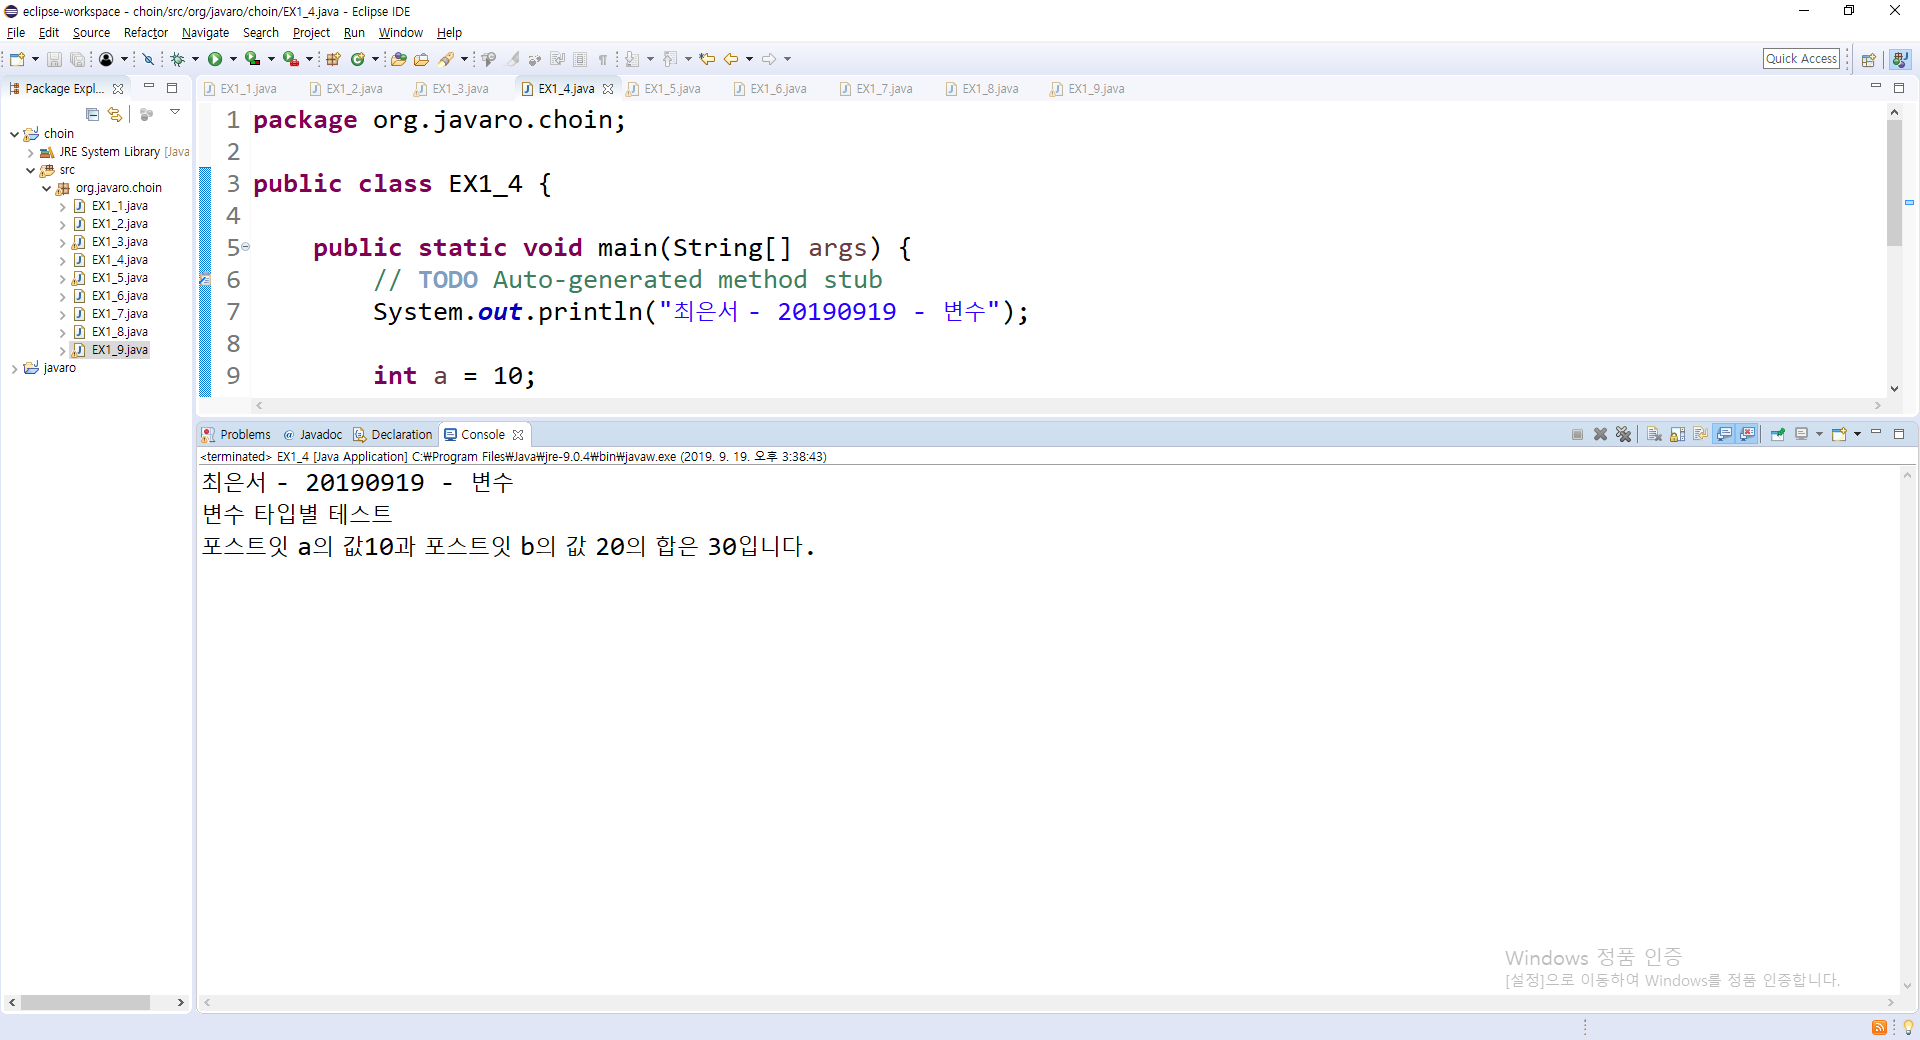 eclipse-workspace - choin/src/org/javaro/choin/EX1_4.java - Eclipse IDE
File Edit Source Refactor Navigate Search Project Run Window Help
Quick Access
Package Expl...
EX1_1.java EX1_2.java EX1_3.java EX1_4.java EX1_5.java EX1_6.java EX1_7.java EX1_8.java EX1_9.java
choin
JRE System Library [Java
src
org.javaro.choin
EX1_1.java
EX1_2.java
EX1_3.java
EX1_4.java
EX1_5.java
EX1_6.java
EX1_7.java
EX1_8.java
EX1_9.java
javaro
1 package org.javaro.choin;
2
3 public class EX1_4 {
4
5 public static void main(String[] args) {
6 // TODO Auto-generated method stub
7 System.out.println("최은서 - 20190919 - 변수");
8
9 int a = 10;
Problems @ Javadoc Declaration Console
<terminated> EX1_4 [Java Application] C:₩Program Files₩Java₩jre-9.0.4₩bin₩javaw.exe (2019. 9. 19. 오후 3:38:43)
최은서 - 20190919 - 변수
변수 타입별 테스트
포스트잇 a의 값10과 포스트잇 b의 값 20의 합은 30입니다.
Windows 정품 인증
[설정]으로 이동하여 Windows를 정품 인증합니다.